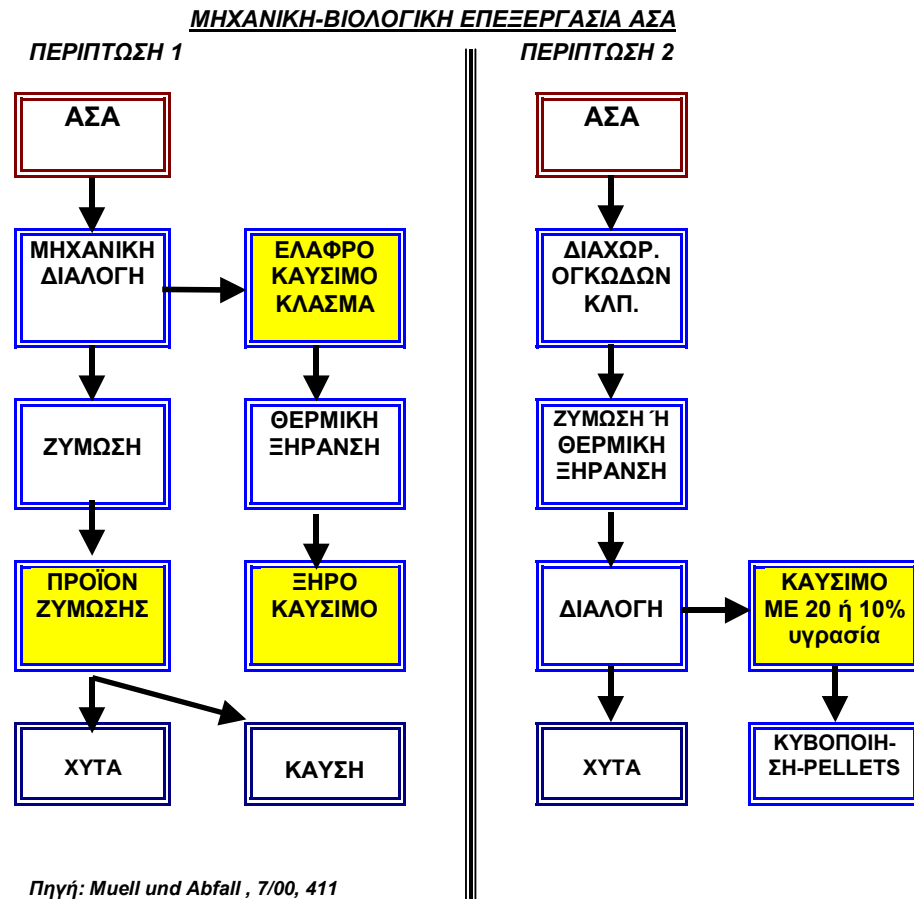 ΜΗΧΑΝΙΚΗ-ΒΙΟΛΟΓΙΚΗ ΕΠΕΞΕΡΓΑΣΙΑ ΑΣΑ
ΠΕΡΙΠΤΩΣΗ 1
ΑΣΑ
ΜΗΧΑΝΙΚΗ
ΔΙΑΛΟΓΗ
ΕΛΑΦΡΟ
ΚΑΥΣΙΜΟ
ΚΛΑΣΜΑ
ΖΥΜΩΣΗ
ΘΕΡΜΙΚΗ
ΞΗΡΑΝΣΗ
ΠΡΟΪΟΝ
ΖΥΜΩΣΗΣ
ΞΗΡΟ
ΚΑΥΣΙΜΟ
ΧΥΤΑ
ΚΑΥΣΗ
ΠΕΡΙΠΤΩΣΗ 2
ΑΣΑ
ΔΙΑΧΩΡ.
ΟΓΚΩΔΩΝ
ΚΛΠ.
ΖΥΜΩΣΗ Ή
ΘΕΡΜΙΚΗ
ΞΗΡΑΝΣΗ
ΔΙΑΛΟΓΗ
ΚΑΥΣΙΜΟ
ΜΕ 20 ή 10%
υγρασία
ΧΥΤΑ
ΚΥΒΟΠΟΙΗ-
ΣΗ-PELLETS
Πηγή: Muell und Abfall , 7/00, 411